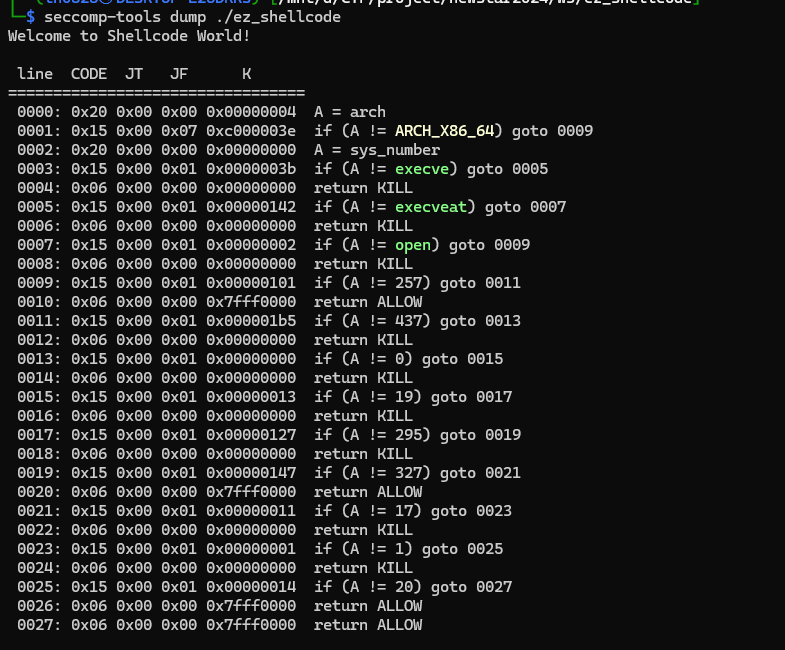 $ seccomp-tools dump ./ez_shellcode
Welcome to Shellcode World!
line CODE JT JF K
=================================
0000: 0x20 0x00 0x00 0x00000004 A = arch
0001: 0x15 0x00 0x07 0xc000003e if (A != ARCH_X86_64) goto 0009
0002: 0x20 0x00 0x00 0x00000000 A = sys_number
0003: 0x15 0x00 0x01 0x0000003b if (A != execve) goto 0005
0004: 0x06 0x00 0x00 0x00000000 return KILL
0005: 0x15 0x00 0x01 0x00000142 if (A != execveat) goto 0007
0006: 0x06 0x00 0x00 0x00000000 return KILL
0007: 0x15 0x00 0x01 0x00000002 if (A != open) goto 0009
0008: 0x06 0x00 0x00 0x00000000 return KILL
0009: 0x15 0x00 0x01 0x00000101 if (A != 257) goto 0011
0010: 0x06 0x00 0x00 0x7fff0000 return ALLOW
0011: 0x15 0x00 0x01 0x000001b5 if (A != 437) goto 0013
0012: 0x06 0x00 0x00 0x00000000 return KILL
0013: 0x15 0x00 0x01 0x00000000 if (A != 0) goto 0015
0014: 0x06 0x00 0x00 0x00000000 return KILL
0015: 0x15 0x00 0x01 0x00000013 if (A != 19) goto 0017
0016: 0x06 0x00 0x00 0x00000000 return KILL
0017: 0x15 0x00 0x01 0x00000127 if (A != 295) goto 0019
0018: 0x06 0x00 0x00 0x00000000 return KILL
0019: 0x15 0x00 0x01 0x00000147 if (A != 327) goto 0021
0020: 0x06 0x00 0x00 0x7fff0000 return ALLOW
0021: 0x15 0x00 0x01 0x00000011 if (A != 17) goto 0023
0022: 0x06 0x00 0x00 0x00000000 return KILL
0023: 0x15 0x00 0x01 0x00000001 if (A != 1) goto 0025
0024: 0x06 0x00 0x00 0x00000000 return KILL
0025: 0x15 0x00 0x01 0x00000014 if (A != 20) goto 0027
0026: 0x06 0x00 0x00 0x7fff0000 return ALLOW
0027: 0x06 0x00 0x00 0x7fff0000 return ALLOW